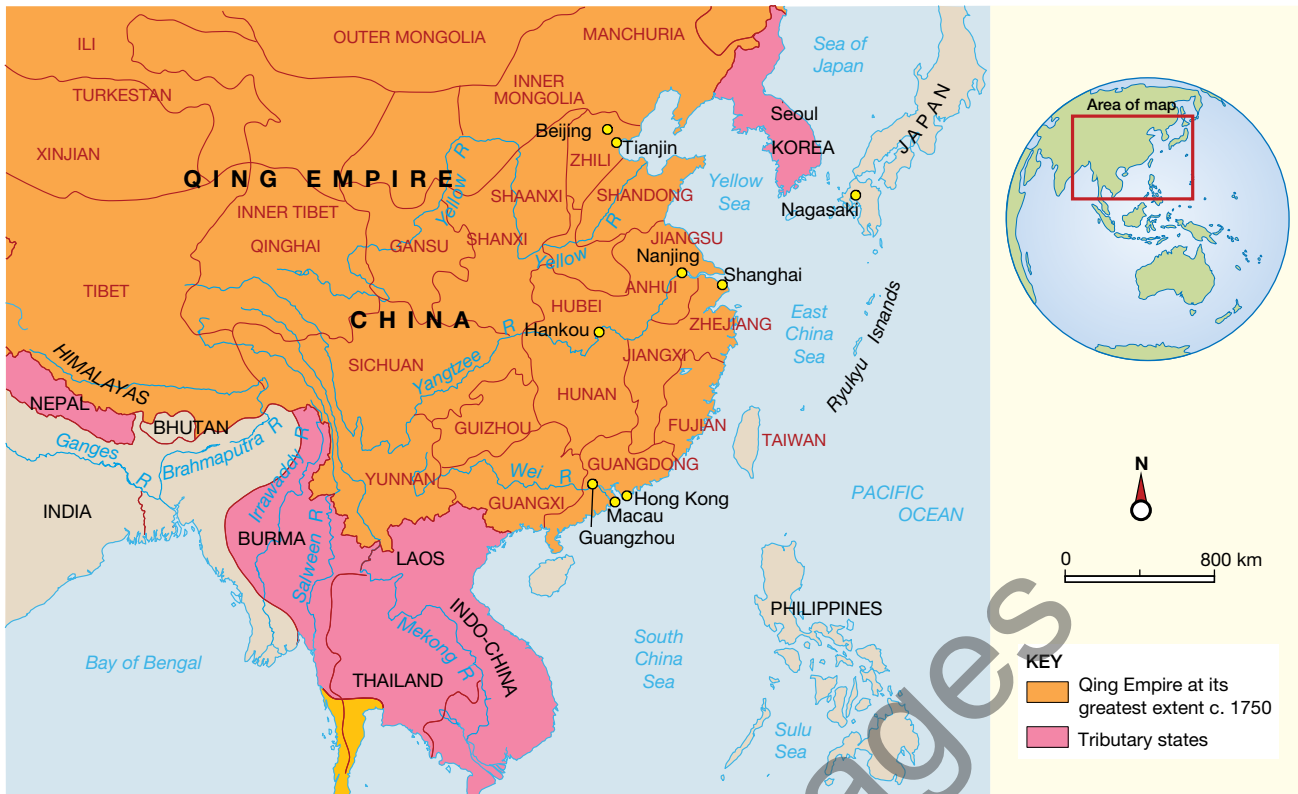 ILI
OUTER MONGOLIA
MANCHURIA
Sea of
Japan
TURKESTAN
INNER
MONGOLIA
JAPAN
Area of map
Beijing
Seoul
Tianjin
KOREA
XINJIAN
ZHILI
QING EMPIRE
Yellow R
SHAANXI
SHANDONG
Yellow
Sea
Nagasaki
INNER TIBET
QINGHAI
GANSU
SHANXI
Yellow R
JIANGSU
Nanjing
Shanghai
TIBET
ANHUI
HUBEI
CHINA
Hankou
ZHEJIANG
East
China
Sea
Ryukyu Isnands
HIMALAYAS
SICHUAN
Yangtzee R
JIANGXI
NEPAL
HUNAN
BHUTAN
GUIZHOU
FUJIAN
TAIWAN
Ganges R
Brahmaputra R
Irrawaddy R
YUNNAN
Wei R
GUANGDONG
GUANGXI
Hong Kong
Macau
Guangzhou
PACIFIC
OCEAN
INDIA
BURMA
Salween R
LAOS
INDO-CHINA
Mekong R
PHILIPPINES
Bay of Bengal
THAILAND
South
China
Sea
Sulu
Sea
N
0 800 km
KEY
Qing Empire at its
greatest extent c. 1750
Tributary states
ages